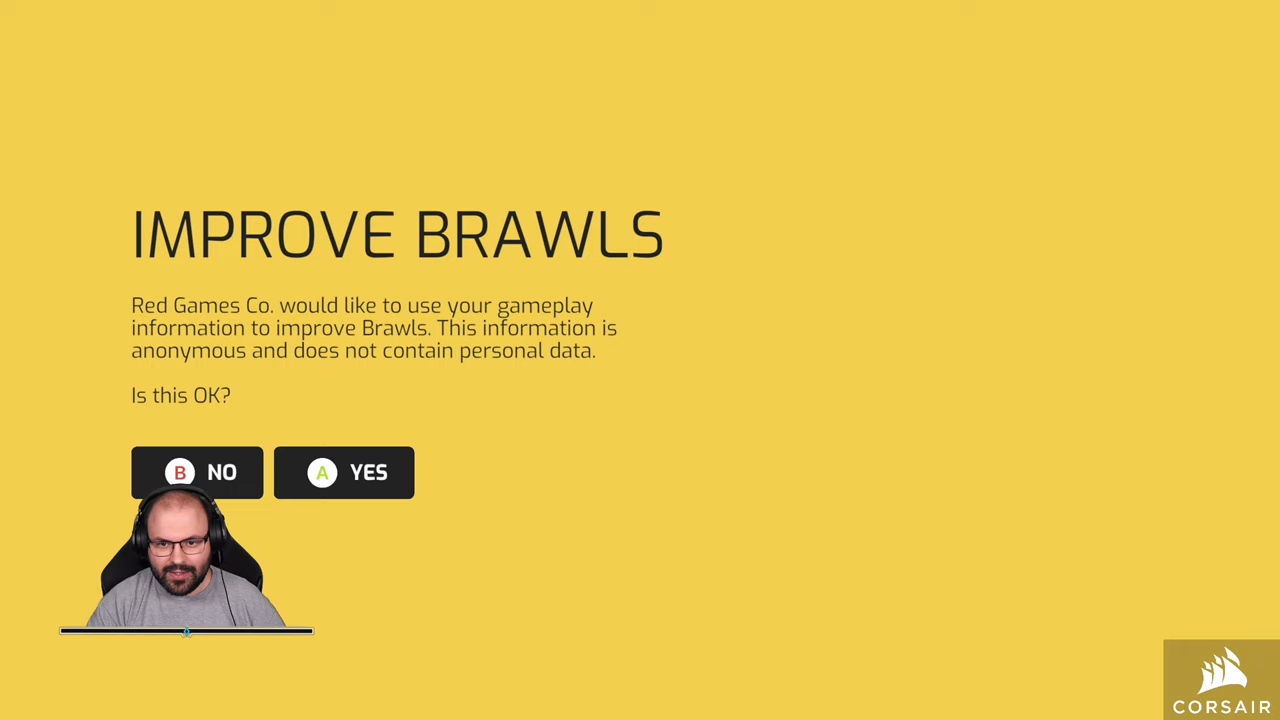 IMPROVE BRAWLS
Red Games Co. would like to use your gameplay
information to improve Brawls. This information is
anonymous and does not contain personal data.
Is this OK?
B NO
A YES
CORSAIR